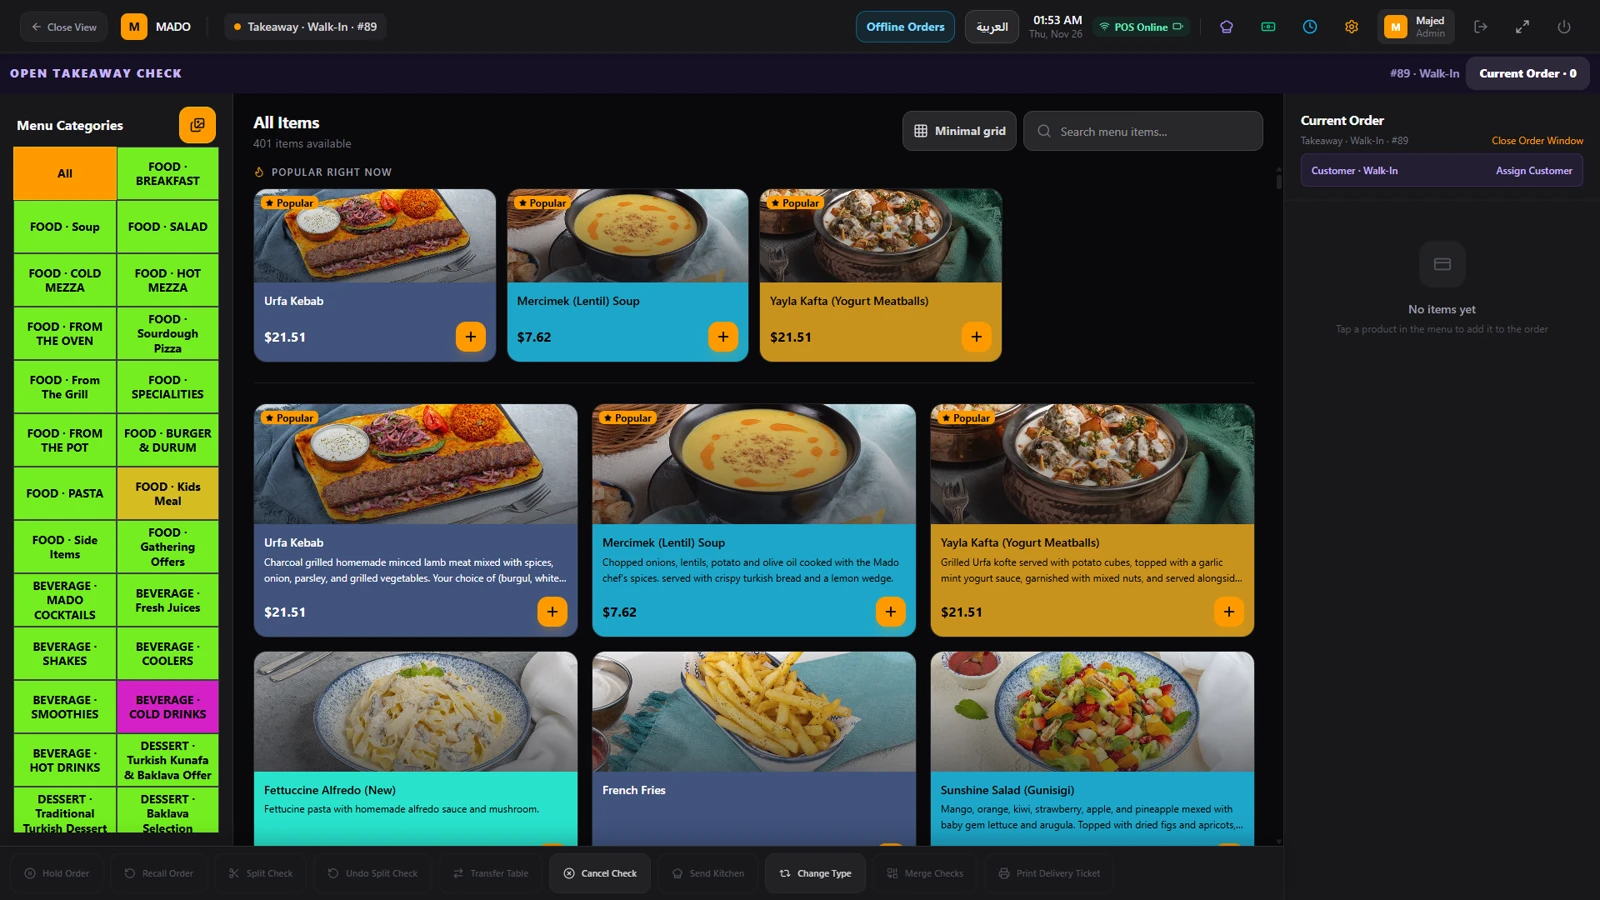 Close View
M
MADO
Takeaway · Walk-In · #89
Offline Orders
العربية
01:53 AM
Thu, Nov 26
POS Online
M
Majed
Admin
OPEN TAKEAWAY CHECK
#89 · Walk-In
Current Order · 0
Menu Categories
All
FOOD ·
BREAKFAST
FOOD · Soup
FOOD · SALAD
FOOD · COLD
MEZZA
FOOD · HOT
MEZZA
FOOD · FROM
THE OVEN
FOOD ·
Sourdough
Pizza
FOOD · From
The Grill
FOOD ·
SPECIALITIES
FOOD · FROM
THE POT
FOOD · BURGER
& DURUM
FOOD · PASTA
FOOD · Kids
Meal
FOOD · Side
Items
FOOD ·
Gathering
Offers
BEVERAGE ·
MADO
COCKTAILS
BEVERAGE ·
Fresh Juices
BEVERAGE ·
SHAKES
BEVERAGE ·
COOLERS
BEVERAGE ·
SMOOTHIES
BEVERAGE ·
COLD DRINKS
BEVERAGE ·
HOT DRINKS
DESSERT ·
Turkish Kunafa
& Baklava Offer
DESSERT ·
Traditional
Turkish Dessert
DESSERT ·
Baklava
Selection
All Items
401 items available
Minimal grid
Search menu items...
POPULAR RIGHT NOW
Popular
Urfa Kebab
$21.51
Popular
Mercimek (Lentil) Soup
$7.62
Popular
Yayla Kafta (Yogurt Meatballs)
$21.51
Popular
Urfa Kebab
Charcoal grilled homemade minced lamb meat mixed with spices,
onion, parsley, and grilled vegetables. Your choice of (burgul, white...
$21.51
Popular
Mercimek (Lentil) Soup
Chopped onions, lentils, potato and olive oil cooked with the Mado
chef's spices. served with crispy turkish bread and a lemon wedge.
$7.62
Popular
Yayla Kafta (Yogurt Meatballs)
Grilled Urfa kofte served with potato cubes, topped with a garlic
mint yogurt sauce, garnished with mixed nuts, and served alongsid...
$21.51
Fettuccine Alfredo (New)
Fettucine pasta with homemade alfredo sauce and mushroom.
French Fries
Sunshine Salad (Gunisigi)
Mango, orange, kiwi, strawberry, apple, and pineapple mexed with
baby gem lettuce and arugula. Topped with dried figs and apricots,...
Current Order
Takeaway · Walk-In · #89
Close Order Window
Customer · Walk-In
Assign Customer
No items yet
Tap a product in the menu to add it to the order
Hold Order
Recall Order
Split Check
Undo Split Check
Transfer Table
Cancel Check
Send Kitchen
Change Type
Merge Checks
Print Delivery Ticket